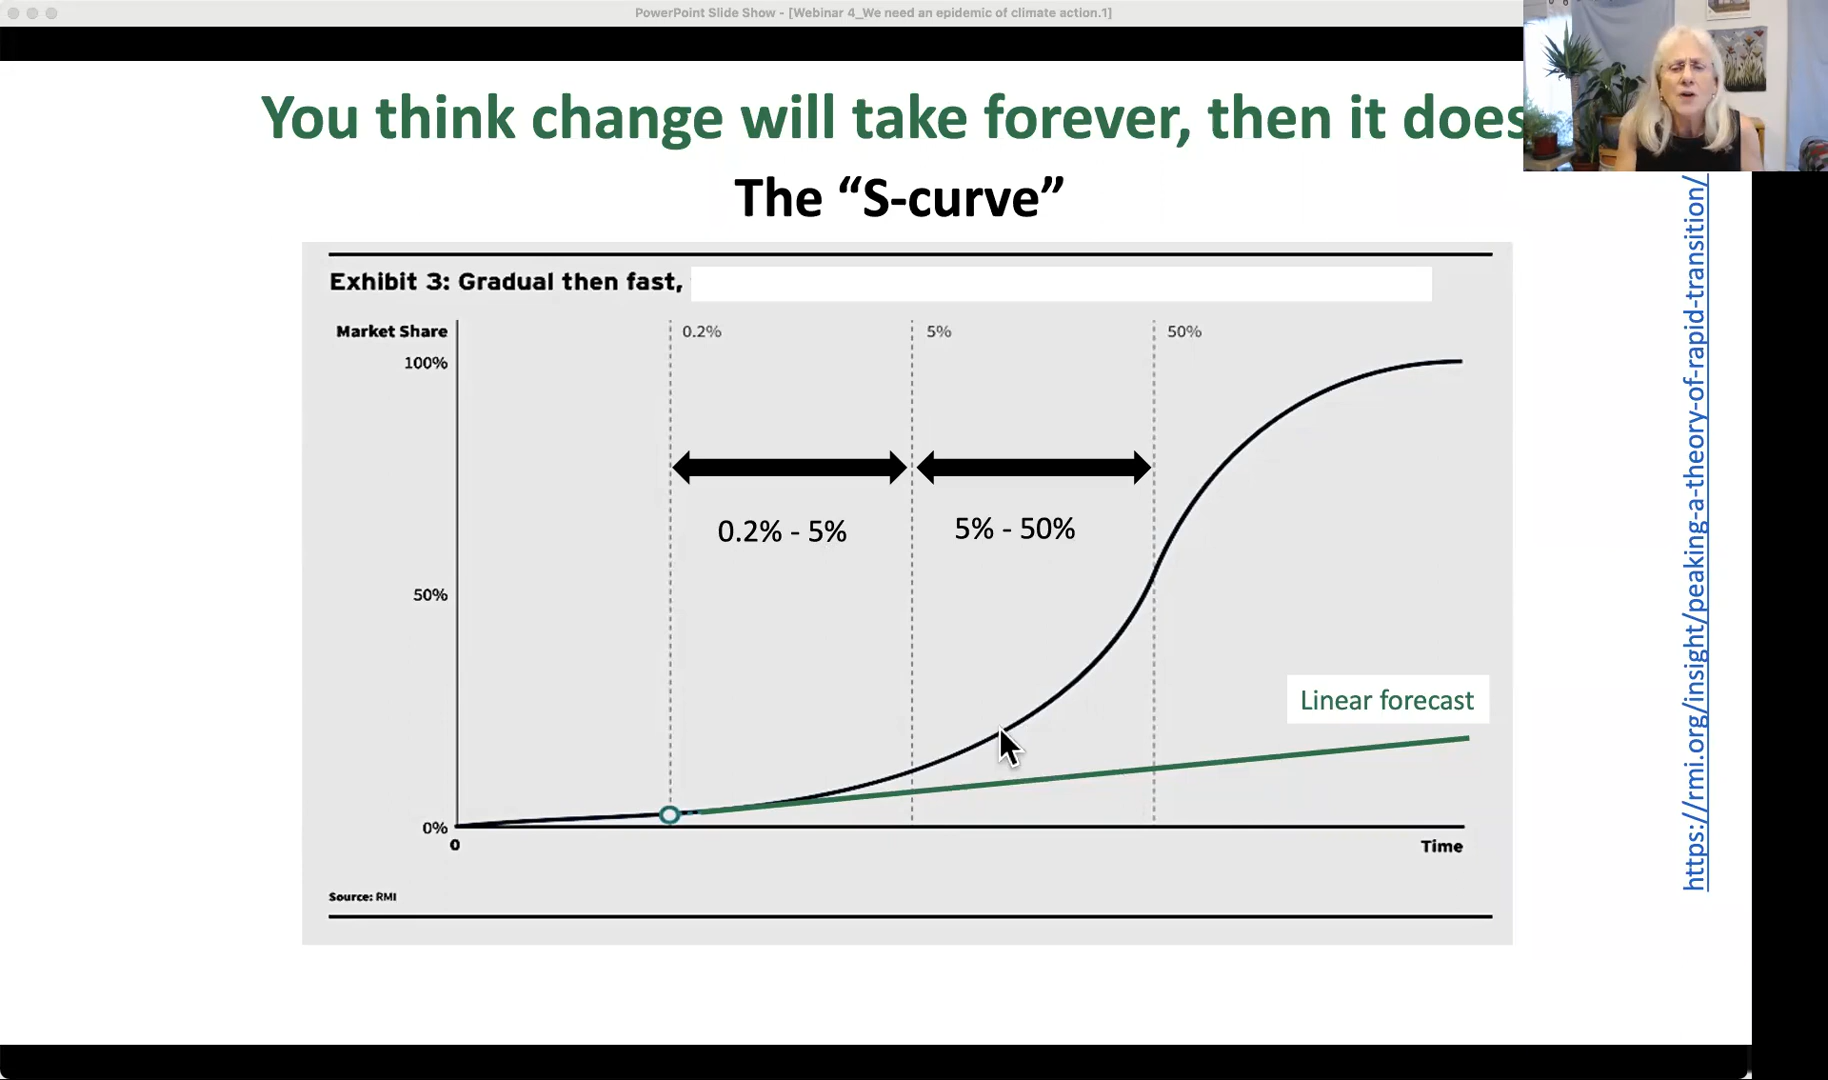 PowerPoint Slide Show - [Webinar 4_We need an epidemic of climate action.1]
You think change will take forever, then it does
The “S-curve”
Exhibit 3: Gradual then fast,
Market Share
0.2%
5%
50%
100%
0.2% - 5%
5% - 50%
50%
Linear forecast
0%
0
Time
Source: RMI
https://rmi.org/insight/peaking-a-theory-of-rapid-transition/